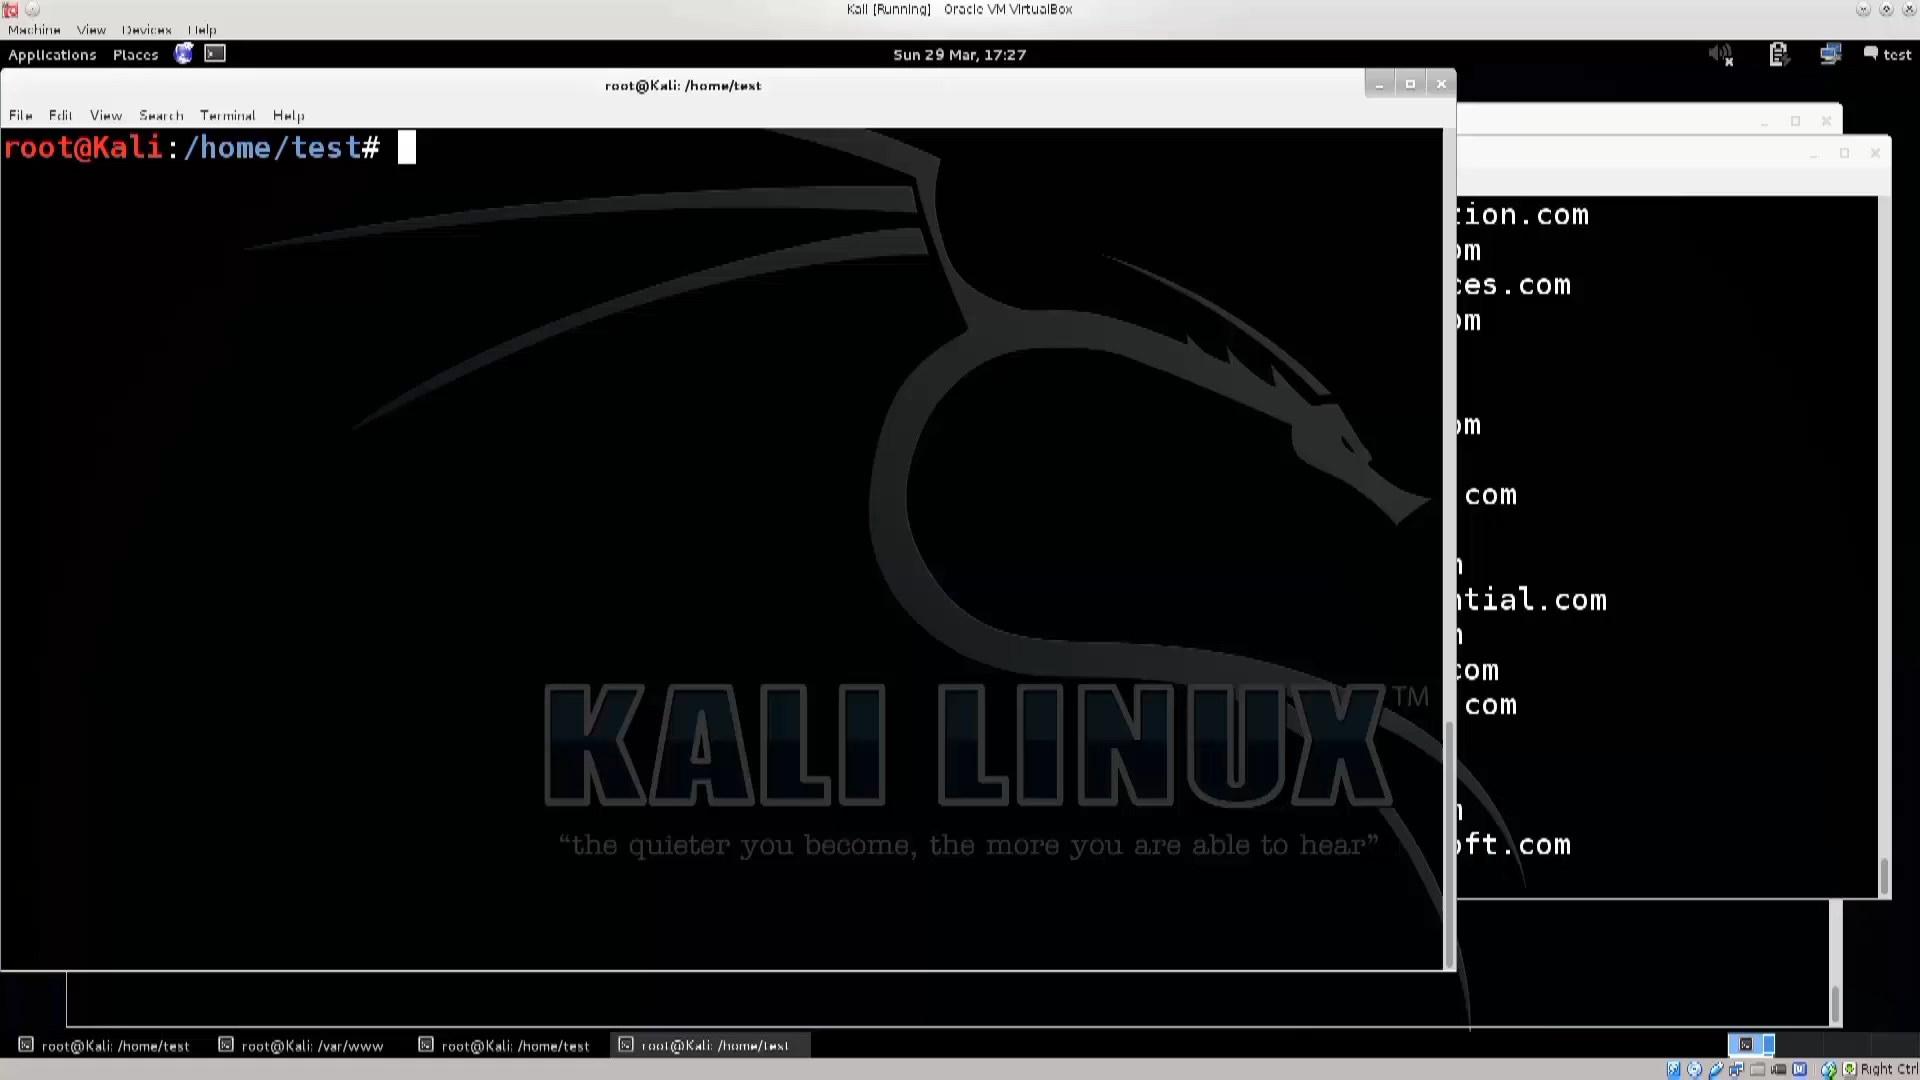 Kali [Running] - Oracle VM VirtualBox
Machine View Devices Help
Applications Places Sun 29 Mar, 17:27 test
root@Kali: /home/test
File Edit View Search Terminal Help
root@Kali:/home/test#
tion.com
om
ces.com
om
om
.com
n
ntial.com
n
com
.com
n
oft.com
KALI LINUX TM
“the quieter you become, the more you are able to hear”
root@Kali: /home/test root@Kali: /var/www root@Kali: /home/test root@Kali: /home/test
Right Ctrl